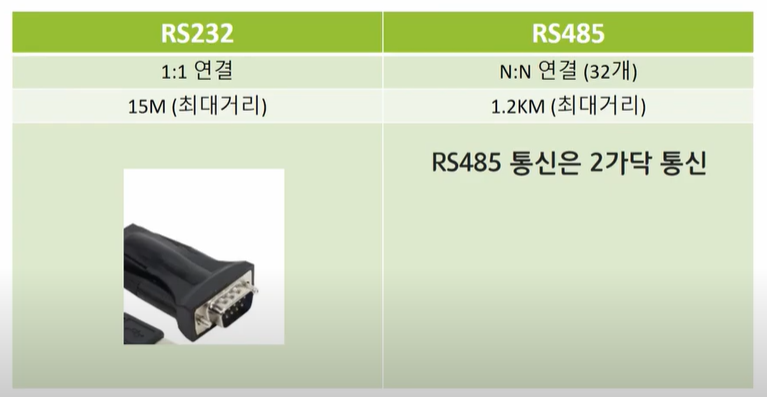 RS232
RS485
1:1 연결
N:N 연결 (32개)
15M (최대거리)
1.2KM (최대거리)
RS485 통신은 2가닥 통신